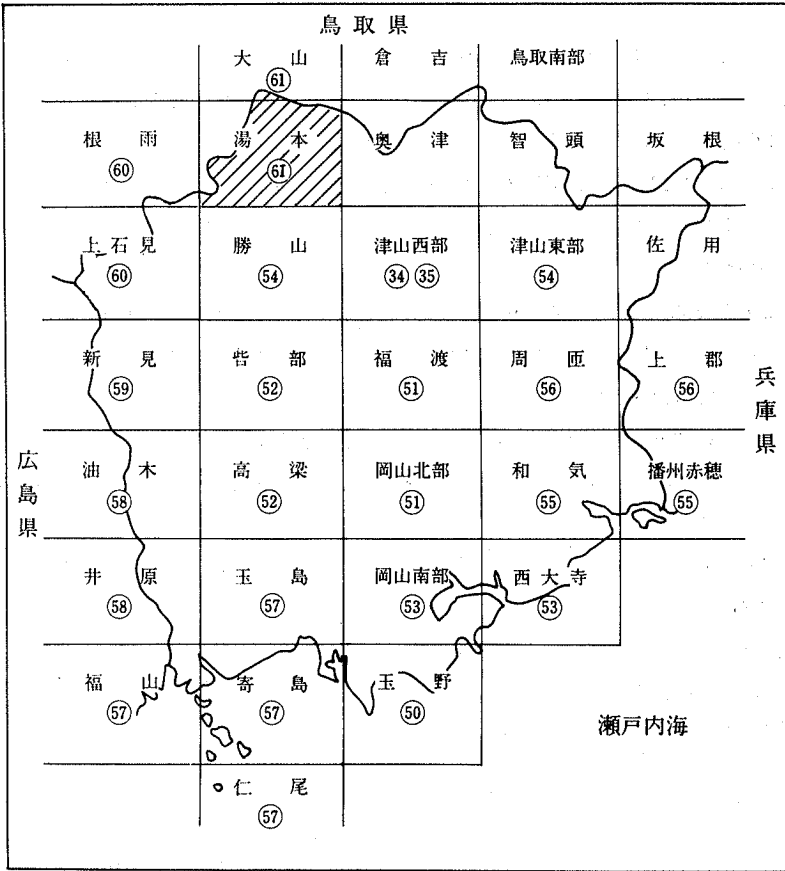 鳥取県
大山 倉吉 鳥取南部
61
根雨 湯本 奥津 智頭 坂根
60 61
上石見 勝山 津山西部 津山東部 佐用
60 54 34 35 54
新見 呰部 福渡 周匝 上郡
59 52 51 56 56
兵庫県
広島県
油木 高梁 岡山北部 和気 播州赤穂
58 52 51 55 55
井原 玉島 岡山南部 西大寺
58 57 53 53
福山 寄島 玉野
57 57 50
瀬戸内海
仁尾
57